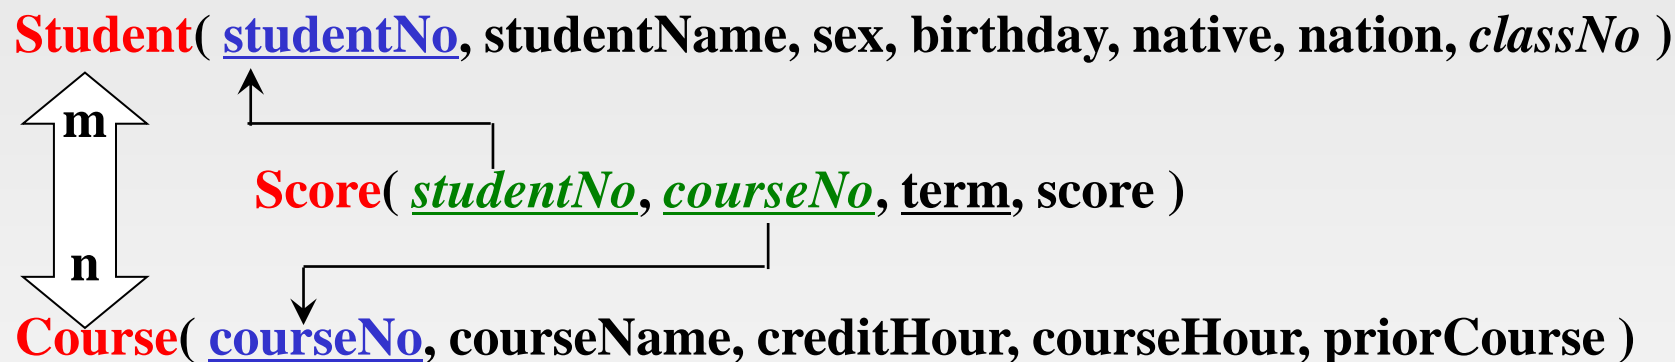 Student( studentNo, studentName, sex, birthday, native, nation, classNo )
m
Score( studentNo, courseNo, term, score )
n
Course( courseNo, courseName, creditHour, courseHour, priorCourse )